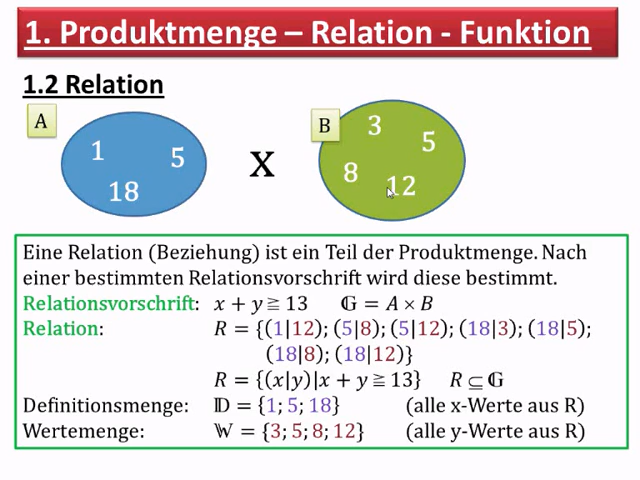 1. Produktmenge – Relation - Funktion
1.2 Relation
A
1
5
18
x
B
3
5
8
12
Eine Relation (Beziehung) ist ein Teil der Produktmenge. Nach
einer bestimmten Relationsvorschrift wird diese bestimmt.
Relationsvorschrift: x + y ≧ 13 𝔾 = A × B
Relation: R = {(1|12); (5|8); (5|12); (18|3); (18|5);
(18|8); (18|12)}
R = {(x|y)|x + y ≧ 13} R ⊆ 𝔾
Definitionsmenge: 𝔻 = {1; 5; 18} (alle x-Werte aus R)
Wertemenge: 𝕎 = {3; 5; 8; 12} (alle y-Werte aus R)